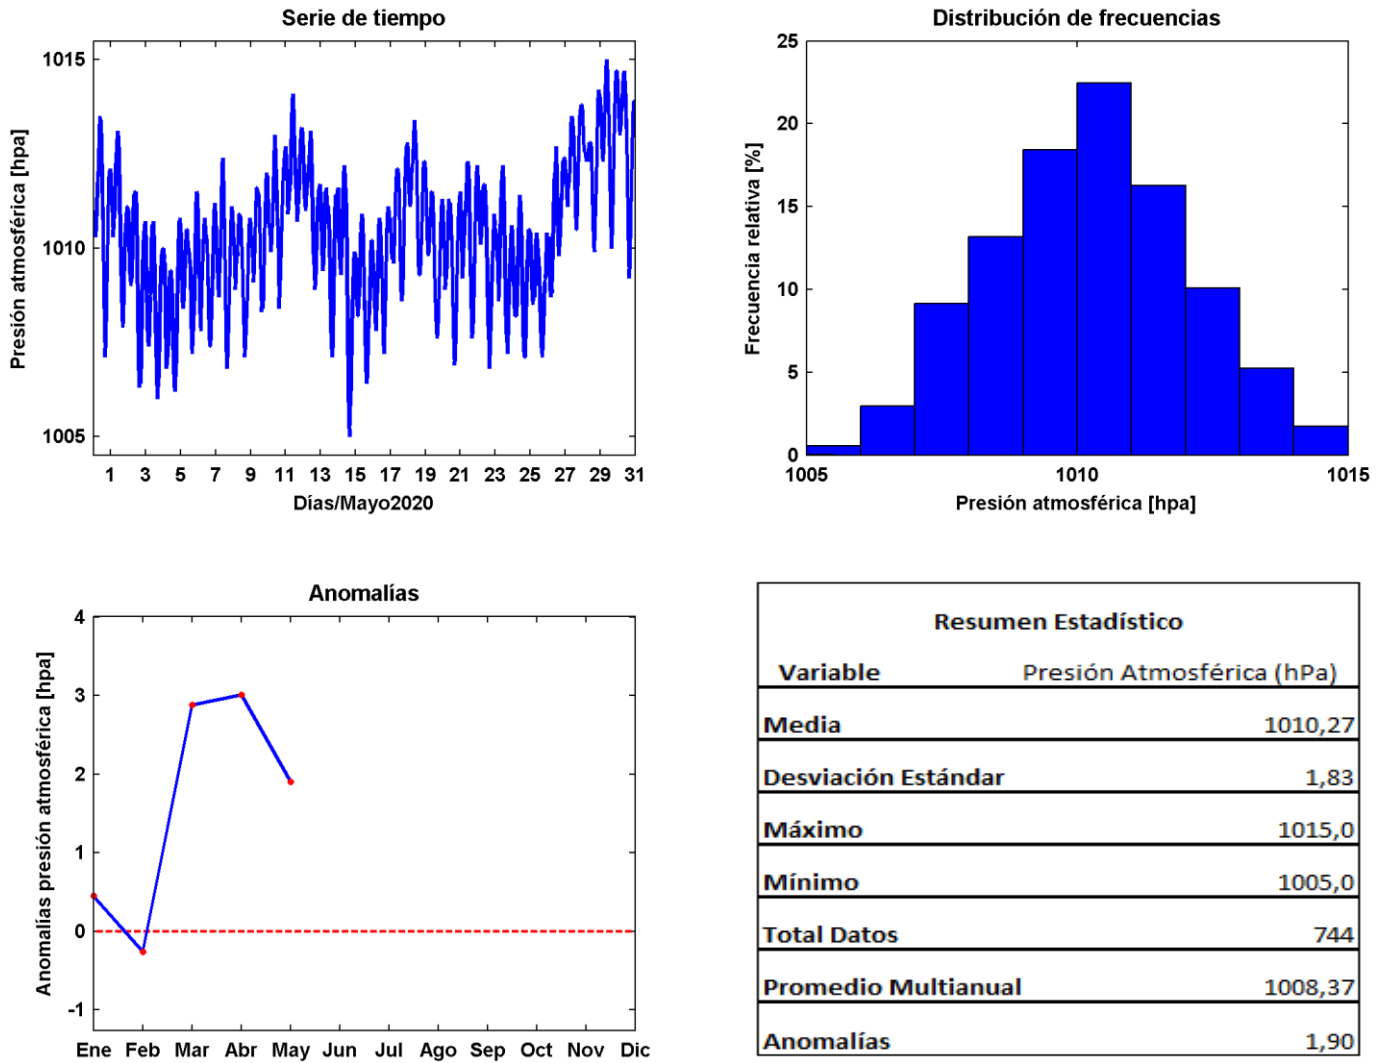 Serie de tiempo
Presión atmosférica [hpa]
1015
1010
1005
1 3 5 7 9 11 13 15 17 19 21 23 25 27 29 31
Días/Mayo2020
Distribución de frecuencias
Frecuencia relativa [%]
25
20
15
10
5
0
1005 1010 1015
Presión atmosférica [hpa]
Anomalías
Anomalías presión atmosférica [hpa]
4
3
2
1
0
-1
Ene Feb Mar Abr May Jun Jul Ago Sep Oct Nov Dic
Resumen Estadístico
Variable Presión Atmosférica (hPa)
Media 1010,27
Desviación Estándar 1,83
Máximo 1015,0
Mínimo 1005,0
Total Datos 744
Promedio Multianual 1008,37
Anomalías 1,90